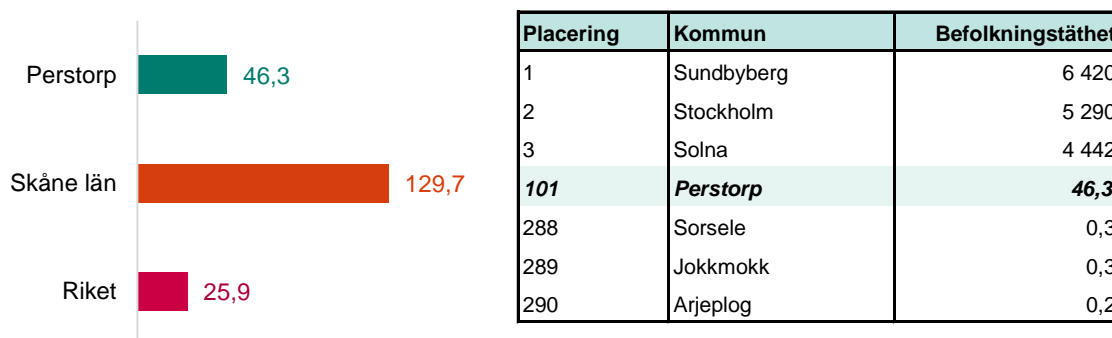 Perstorp 46,3
Skåne län 129,7
Riket 25,9
Placering Kommun Befolkningstäthet
1 Sundbyberg 6 420
2 Stockholm 5 290
3 Solna 4 442
101 Perstorp 46,3
288 Sorsele 0,3
289 Jokkmokk 0,3
290 Arjeplog 0,2